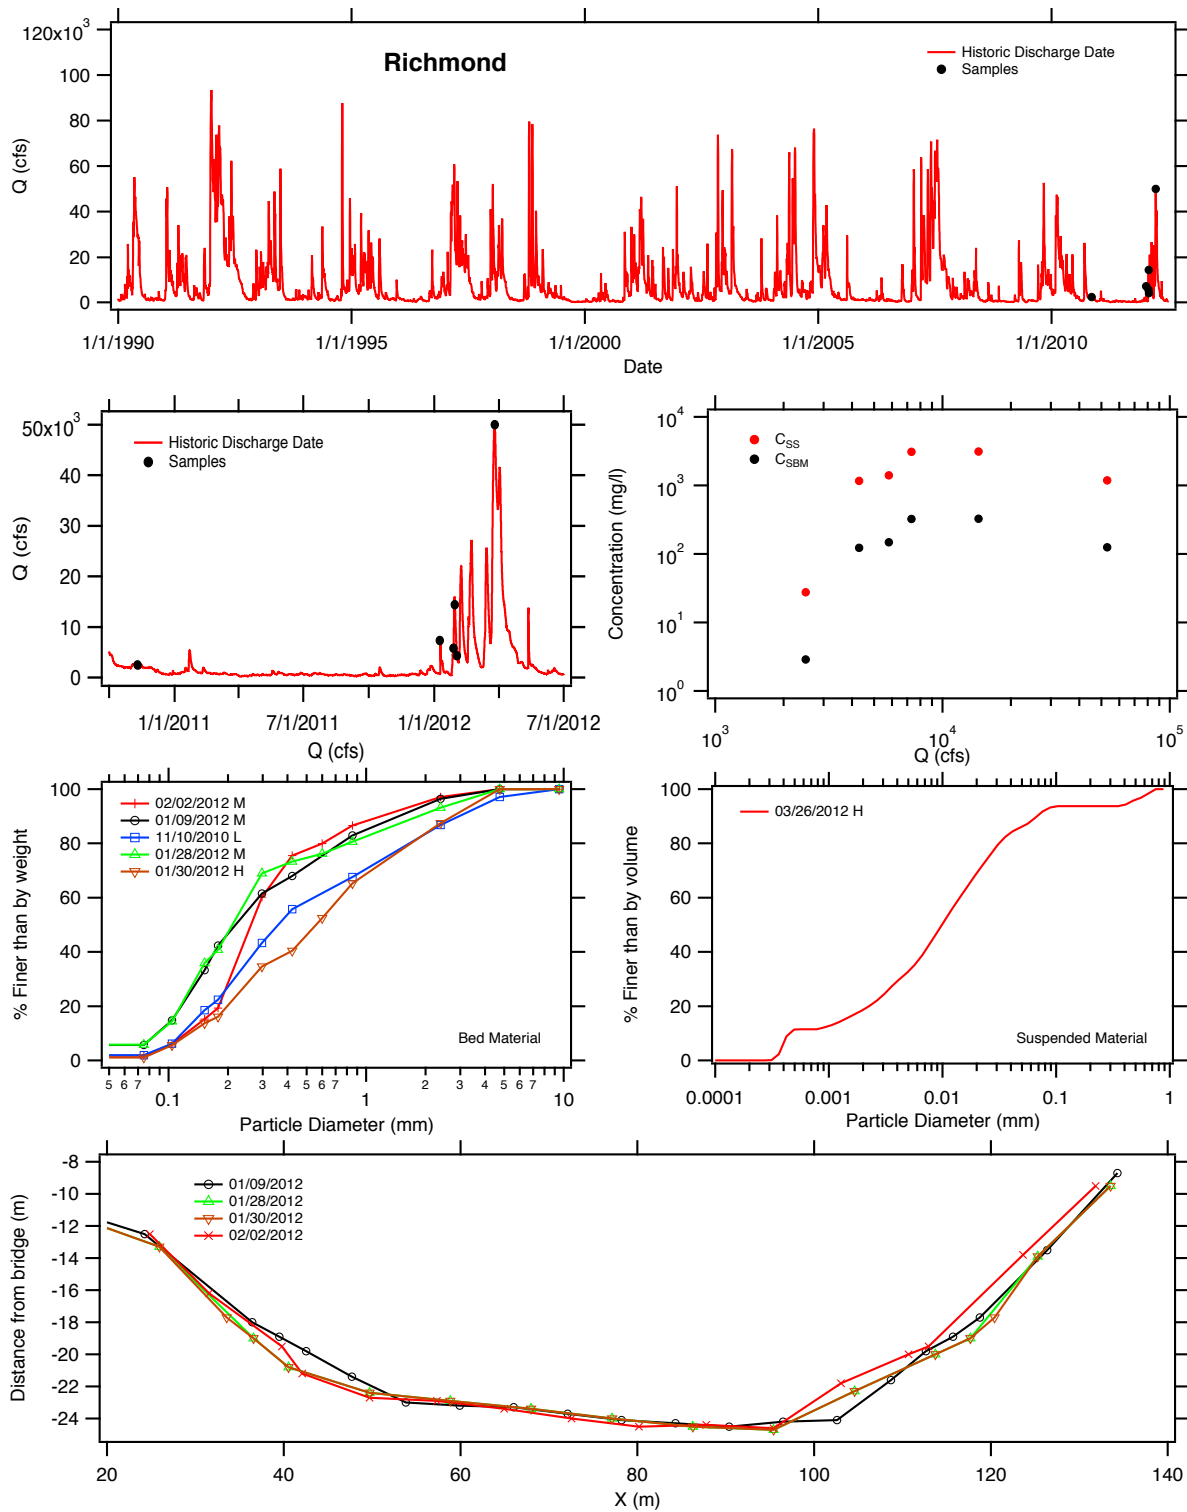 Richmond
Historic Discharge Date
Samples
120x10³
100
80
60
40
20
0
Q (cfs)
1/1/1990
1/1/1995
1/1/2000
1/1/2005
1/1/2010
Date
Historic Discharge Date
Samples
50x10³
40
30
20
10
0
Q (cfs)
1/1/2011
7/1/2011
1/1/2012
7/1/2012
Q (cfs)
C_SS
C_SBM
10⁴
10³
10²
10¹
10⁰
Concentration (mg/l)
10³
10⁴
10⁵
Q (cfs)
02/02/2012 M
01/09/2012 M
11/10/2010 L
01/28/2012 M
01/30/2012 H
100
80
60
40
20
0
% Finer than by weight
Bed Material
5 6 7 2 3 4 5 6 7 2 3 4 5 6 7
0.1 1 10
Particle Diameter (mm)
03/26/2012 H
100
80
60
40
20
0
% Finer than by volume
Suspended Material
0.0001 0.001 0.01 0.1 1
Particle Diameter (mm)
01/09/2012
01/28/2012
01/30/2012
02/02/2012
-8
-10
-12
-14
-16
-18
-20
-22
-24
Distance from bridge (m)
20 40 60 80 100 120 140
X (m)